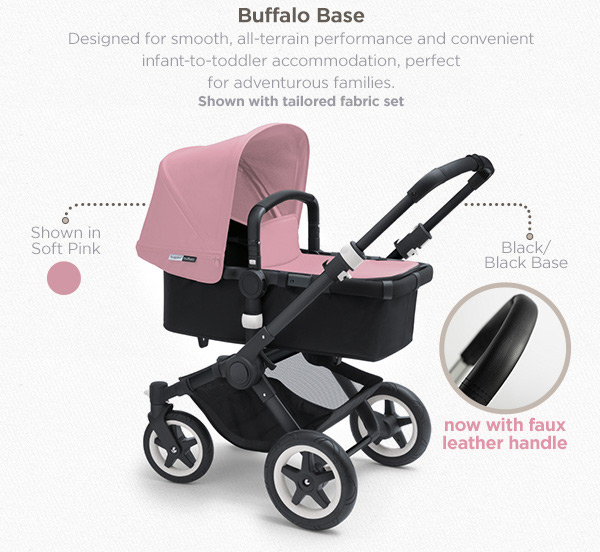 Buffalo Base
Designed for smooth, all-terrain performance and convenient
infant-to-toddler accommodation, perfect
for adventurous families.
Shown with tailored fabric set
Shown in
Soft Pink
Black/
Black Base
now with faux
leather handle